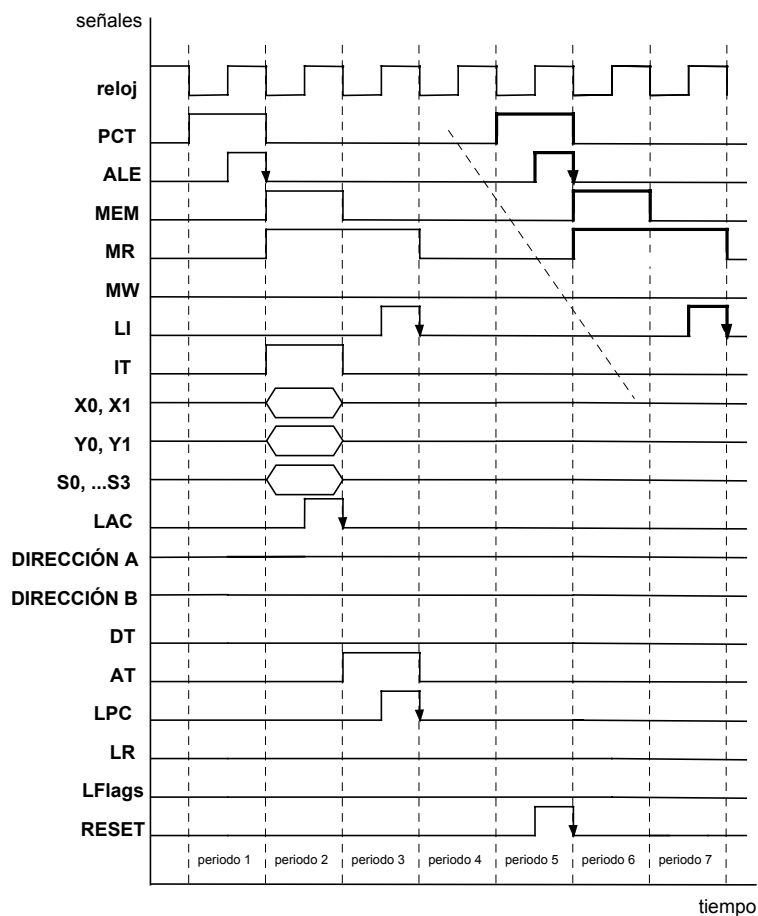 señales
reloj
PCT
ALE
MEM
MR
MW
LI
IT
X0, X1
Y0, Y1
S0, ...S3
LAC
DIRECCIÓN A
DIRECCIÓN B
DT
AT
LPC
LR
LFlags
RESET
periodo 1 periodo 2 periodo 3 periodo 4 periodo 5 periodo 6 periodo 7
tiempo